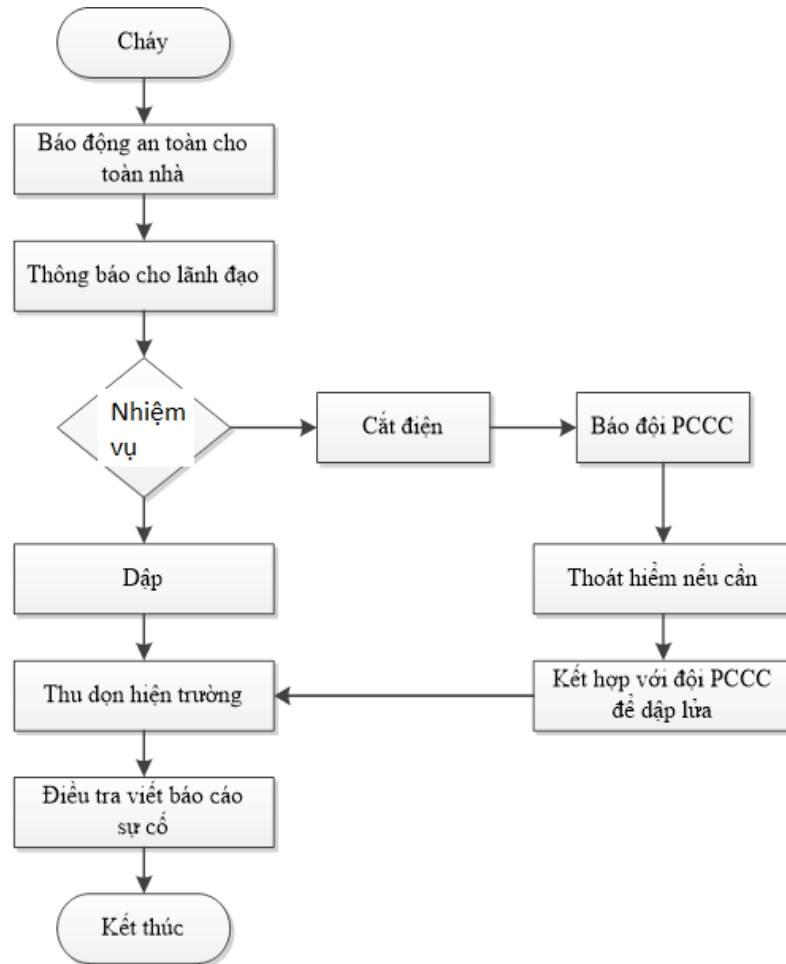 Cháy
Báo động an toàn cho
toàn nhà
Thông báo cho lãnh đạo
Nhiệm
vụ
Cắt điện
Báo đội PCCC
Dập
Thoát hiểm nếu cần
Thu dọn hiện trường
Kết hợp với đội PCCC
để dập lửa
Điều tra viết báo cáo
sự cố
Kết thúc